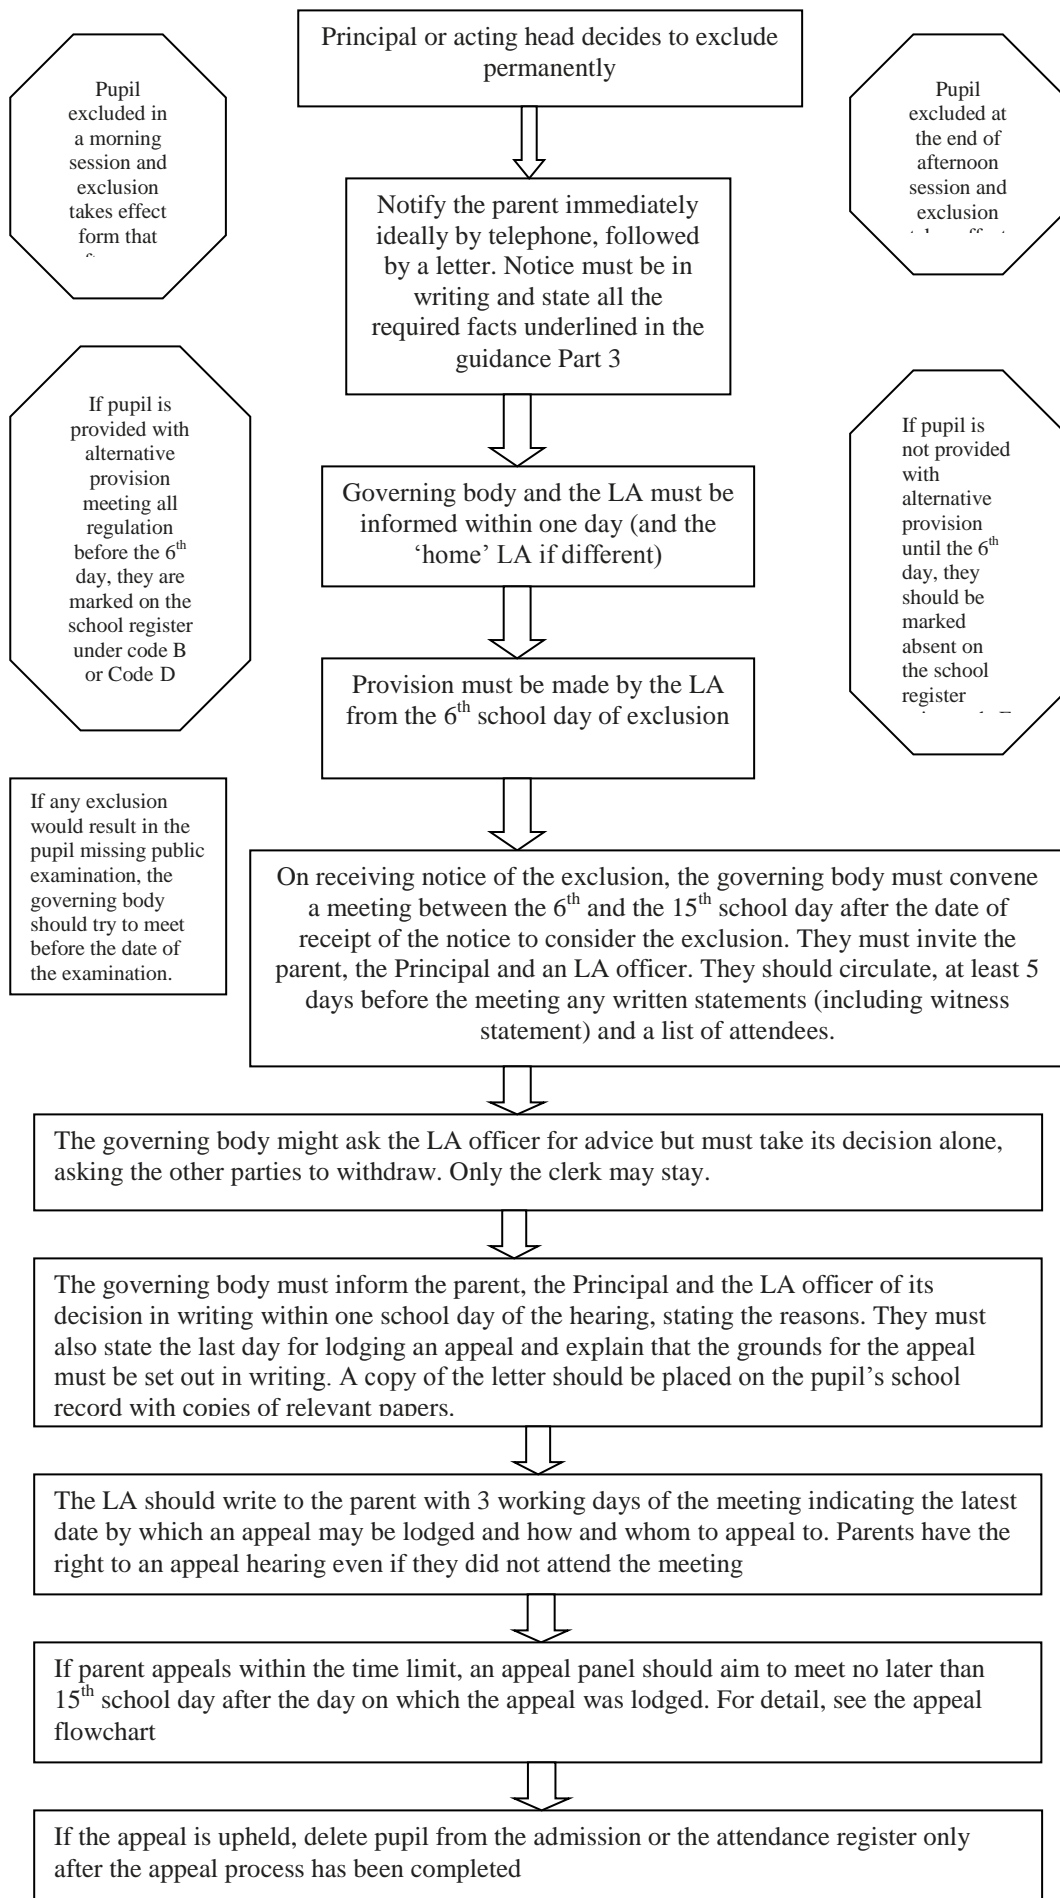 Principal or acting head decides to exclude
permanently
Pupil
excluded in
a morning
session and
exclusion
takes effect
form that
Pupil
excluded at
the end of
afternoon
session and
exclusion
Notify the parent immediately
ideally by telephone, followed
by a letter. Notice must be in
writing and state all the
required facts underlined in the
guidance Part 3
If pupil is
provided with
alternative
provision
meeting all
regulation
before the 6th
day, they are
marked on the
school register
under code B
or Code D
If pupil is
not provided
with
alternative
provision
until the 6th
day, they
should be
marked
absent on
the school
register
Governing body and the LA must be
informed within one day (and the
‘home’ LA if different)
Provision must be made by the LA
from the 6th school day of exclusion
If any exclusion
would result in the
pupil missing public
examination, the
governing body
should try to meet
before the date of
the examination.
On receiving notice of the exclusion, the governing body must convene
a meeting between the 6th and the 15th school day after the date of
receipt of the notice to consider the exclusion. They must invite the
parent, the Principal and an LA officer. They should circulate, at least 5
days before the meeting any written statements (including witness
statement) and a list of attendees.
The governing body might ask the LA officer for advice but must take its decision alone,
asking the other parties to withdraw. Only the clerk may stay.
The governing body must inform the parent, the Principal and the LA officer of its
decision in writing within one school day of the hearing, stating the reasons. They must
also state the last day for lodging an appeal and explain that the grounds for the appeal
must be set out in writing. A copy of the letter should be placed on the pupil’s school
record with copies of relevant papers.
The LA should write to the parent with 3 working days of the meeting indicating the latest
date by which an appeal may be lodged and how and whom to appeal to. Parents have the
right to an appeal hearing even if they did not attend the meeting
If parent appeals within the time limit, an appeal panel should aim to meet no later than
15th school day after the day on which the appeal was lodged. For detail, see the appeal
flowchart
If the appeal is upheld, delete pupil from the admission or the attendance register only
after the appeal process has been completed